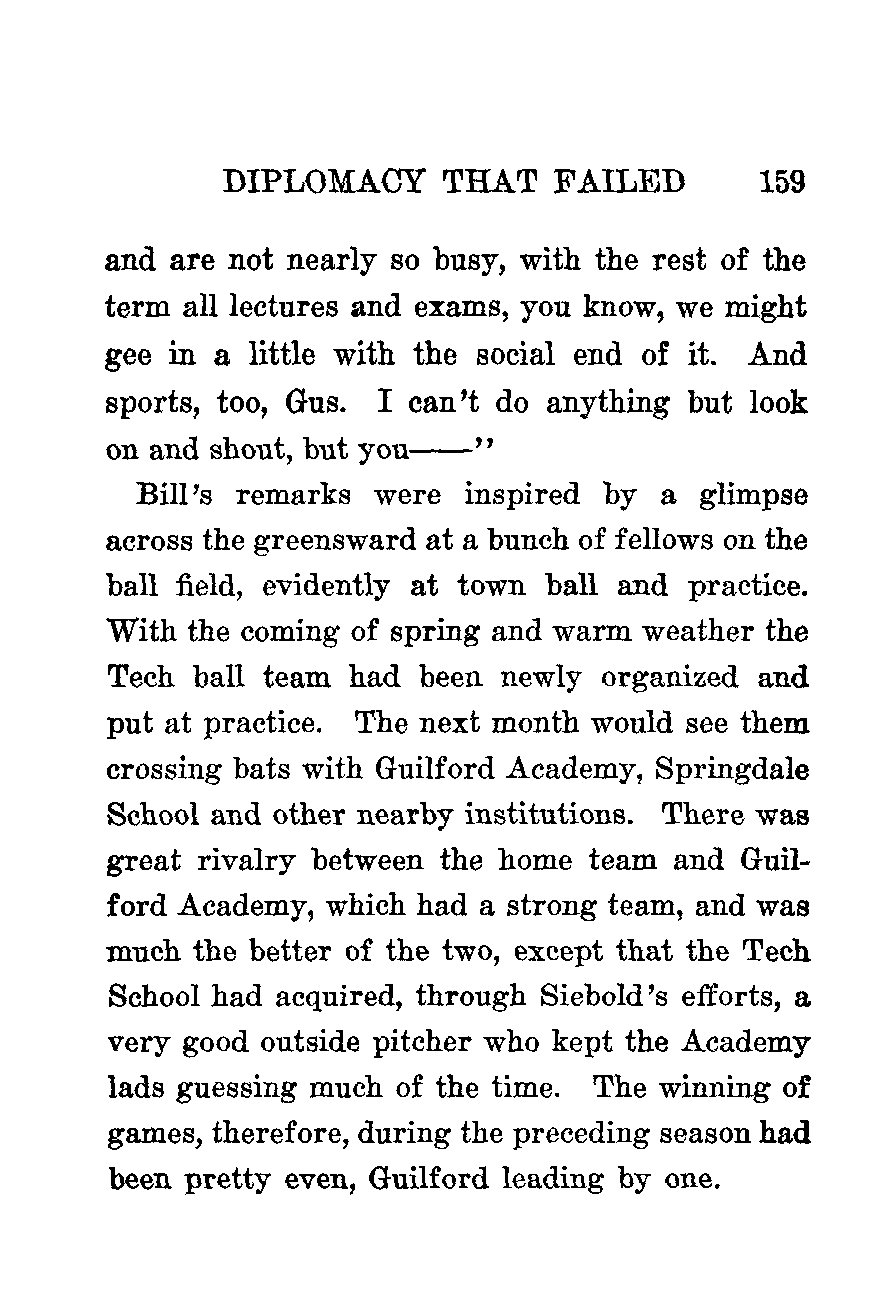 DIPLOMACY THAT FAILED 159
and are not nearly so busy, with the rest of the
term all lectures and exams, you know, we might
gee in a little with the social end of it. And
sports, too, Gus. I can't do anything but look
on and shout, but you——"
Bill's remarks were inspired by a glimpse
across the greensward at a bunch of fellows on the
ball field, evidently at town ball and practice.
With the coming of spring and warm weather the
Tech ball team had been newly organized and
put at practice. The next month would see them
crossing bats with Guilford Academy, Springdale
School and other nearby institutions. There was
great rivalry between the home team and Guil-
ford Academy, which had a strong team, and was
much the better of the two, except that the Tech
School had acquired, through Siebold's efforts, a
very good outside pitcher who kept the Academy
lads guessing much of the time. The winning of
games, therefore, during the preceding season had
been pretty even, Guilford leading by one.